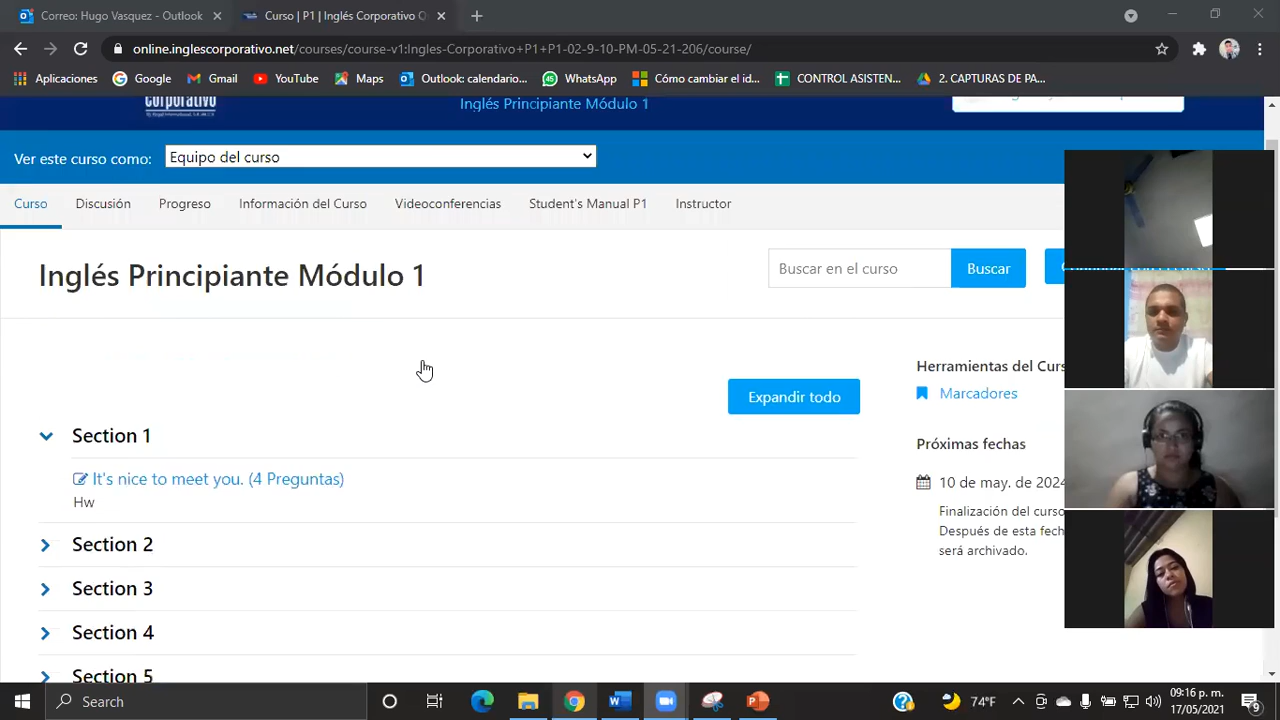 Correo: Hugo Vasquez - Outlook
Curso | P1 | Inglés Corporativo O
online.inglescorporativo.net/courses/course-v1:Ingles-Corporativo+P1+P1-02-9-10-PM-05-21-206/course/
Aplicaciones Google Gmail YouTube Maps Outlook: calendario... WhatsApp Cómo cambiar el id... CONTROL ASISTEN... 2. CAPTURAS DE PA...
corporativo
Inglés Principiante Módulo 1
Ver este curso como: Equipo del curso
Curso Discusión Progreso Información del Curso Videoconferencias Student's Manual P1 Instructor
Inglés Principiante Módulo 1
Buscar en el curso Buscar
Herramientas del Curs
Expandir todo
Marcadores
Section 1
Próximas fechas
It's nice to meet you. (4 Preguntas)
10 de may. de 2024
Hw
Finalización del curso
Después de esta fech
será archivado.
Section 2
Section 3
Section 4
Section 5
Search
74°F
09:16 p. m.
17/05/2021
9